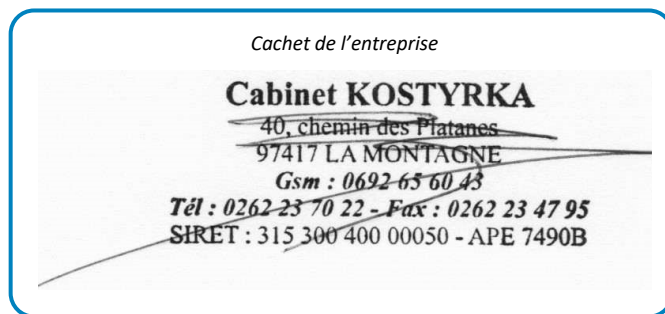 Cachet de l’entreprise
Cabinet KOSTYRKA
40, chemin des Platanes
97417 LA MONTAGNE
Gsm : 0692 65 60 43
Tél : 0262 23 70 22 - Fax : 0262 23 47 95
SIRET : 315 300 400 00050 - APE 7490B